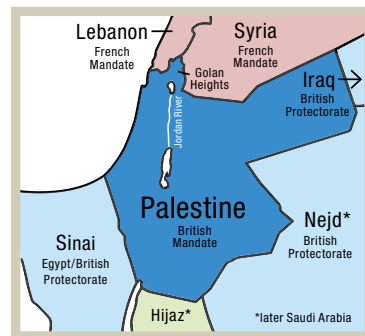 Lebanon
French
Mandate
Syria
French
Mandate
Golan
Heights
Iraq
British
Protectorate
Jordan River
Palestine
British
Mandate
Nejd*
British
Protectorate
Sinai
Egypt/British
Protectorate
Hijaz*
*later Saudi Arabia